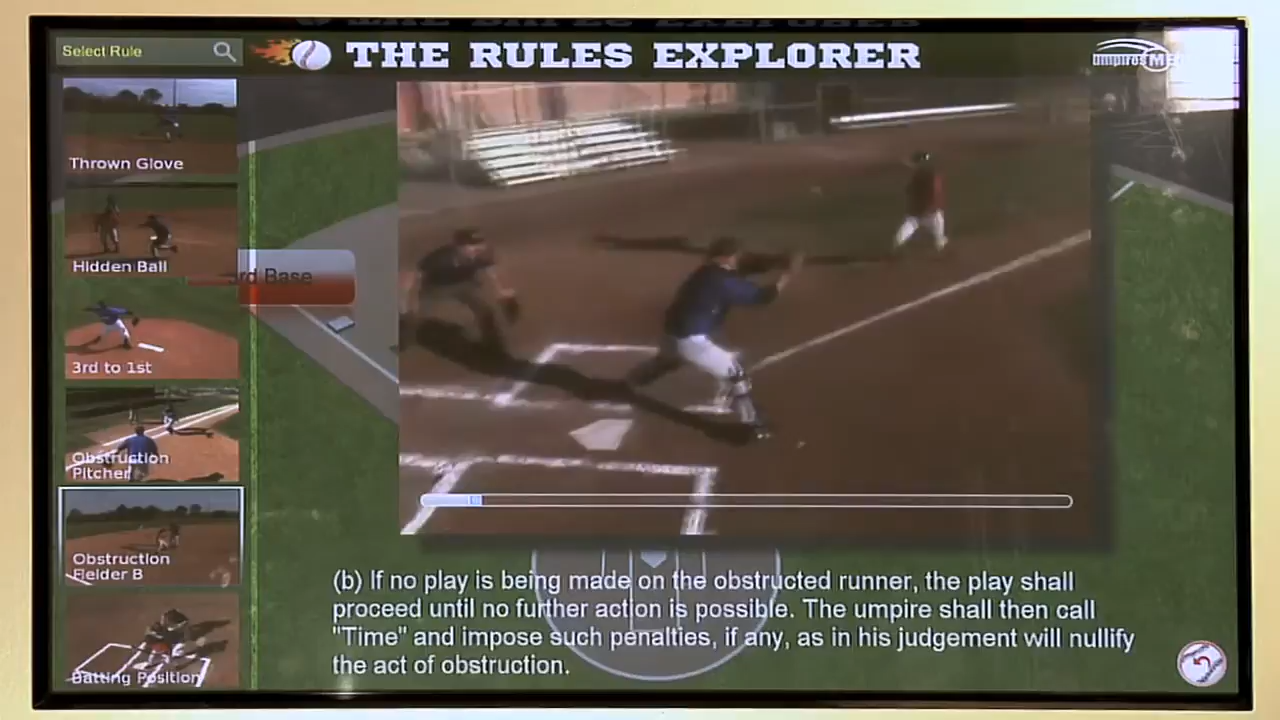 Select Rule
THE RULES EXPLORER
umpiresMEDIA
Thrown Glove
Hidden Ball
3rd Base
3rd to 1st
Obstruction
Pitcher
Obstruction
Fielder B
Batting Position
(b) If no play is being made on the obstructed runner, the play shall
proceed until no further action is possible. The umpire shall then call
"Time" and impose such penalties, if any, as in his judgement will nullify
the act of obstruction.